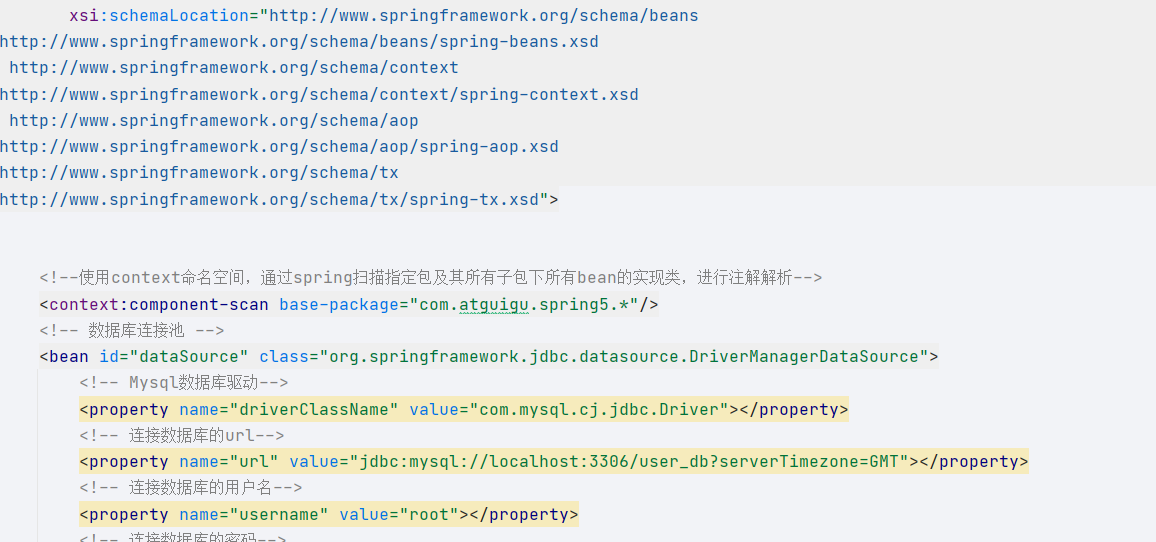 xsi:schemaLocation="http://www.springframework.org/schema/beans
http://www.springframework.org/schema/beans/spring-beans.xsd
http://www.springframework.org/schema/context
http://www.springframework.org/schema/context/spring-context.xsd
http://www.springframework.org/schema/aop
http://www.springframework.org/schema/aop/spring-aop.xsd
http://www.springframework.org/schema/tx
http://www.springframework.org/schema/tx/spring-tx.xsd">
<!--使用context命名空间，通过spring扫描指定包及其所有子包下所有bean的实现类，进行注解解析-->
<context:component-scan base-package="com.atguigu.spring5.*"/>
<!-- 数据库连接池 -->
<bean id="dataSource" class="org.springframework.jdbc.datasource.DriverManagerDataSource">
<!-- Mysql数据库驱动-->
<property name="driverClassName" value="com.mysql.cj.jdbc.Driver"></property>
<!-- 连接数据库的url-->
<property name="url" value="jdbc:mysql://localhost:3306/user_db?serverTimezone=GMT"></property>
<!-- 连接数据库的用户名-->
<property name="username" value="root"></property>
<!-- 连接数据库的密码-->